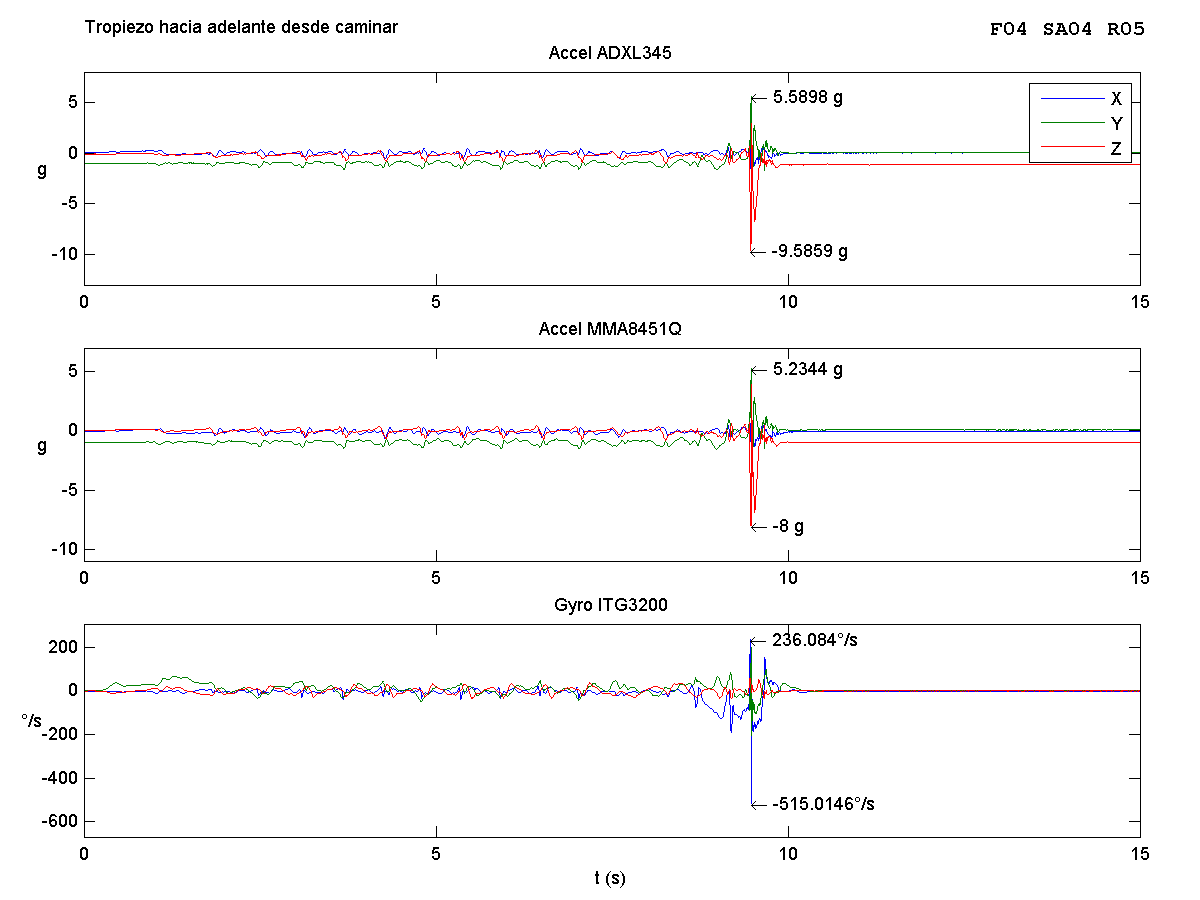 Tropiezo hacia adelante desde caminar
F04 SA04 R05
Accel ADXL345
5.5898 g
X
Y
Z
5
0
-5
-10
g
-9.5859 g
0
5
10
15
Accel MMA8451Q
5.2344 g
5
0
-5
-10
g
-8 g
0
5
10
15
Gyro ITG3200
236.084°/s
200
0
-200
-400
-600
°/s
-515.0146°/s
0
5
10
15
t (s)